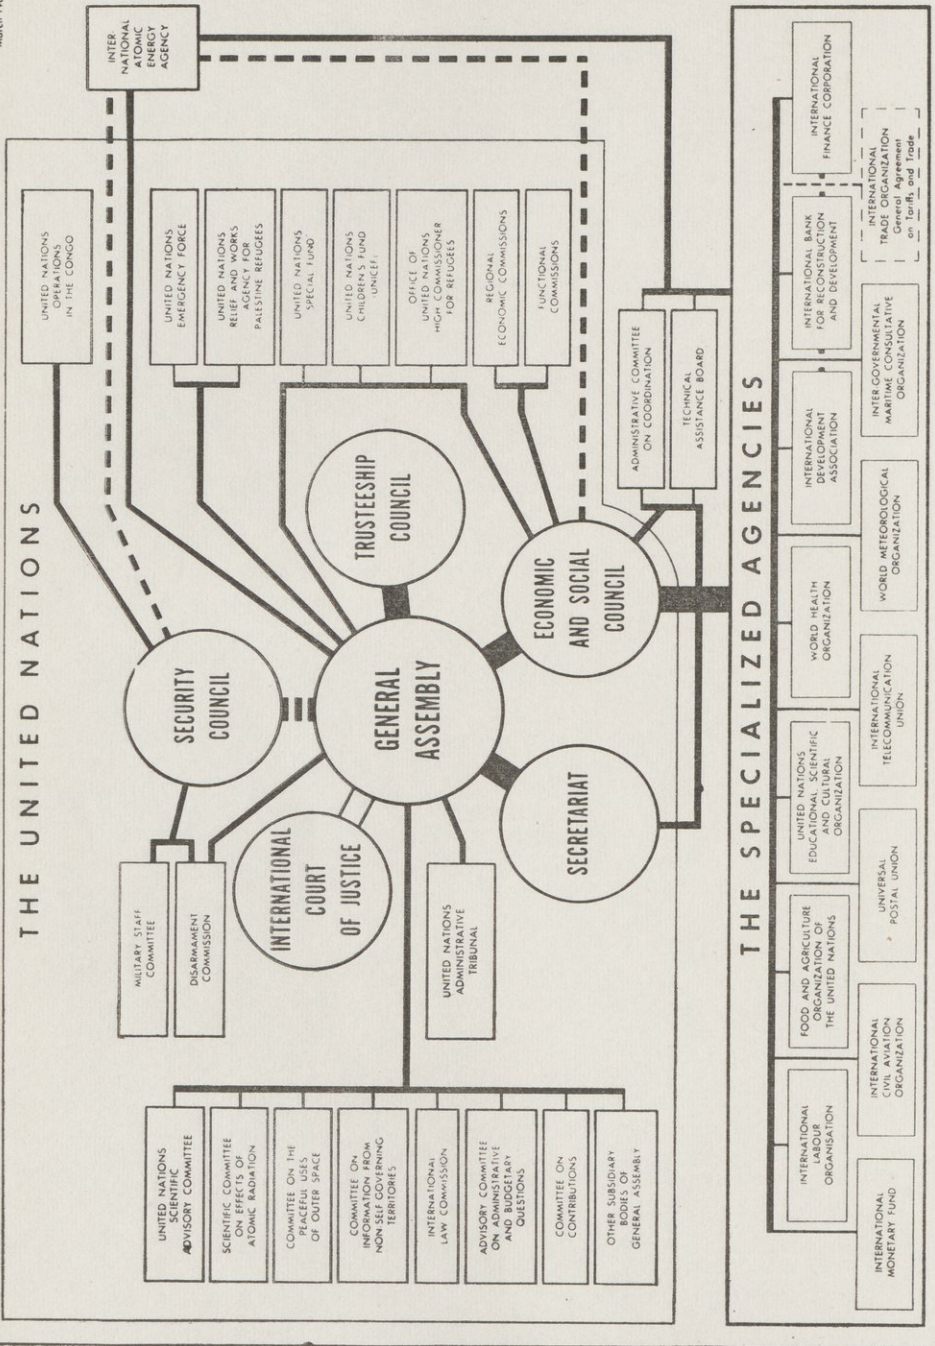 THE UNITED NATIONS
UNITED NATIONS
SCIENTIFIC
ADVISORY COMMITTEE
SCIENTIFIC COMMITTEE
ON EFFECTS OF
ATOMIC RADIATION
COMMITTEE ON THE
PEACEFUL USES
OF OUTER SPACE
COMMITTEE ON
INFORMATION FROM
NON-SELF GOVERNING
TERRITORIES
INTERNATIONAL
LAW COMMISSION
ADVISORY COMMITTEE
ON ADMINISTRATIVE
AND BUDGETARY
QUESTIONS
COMMITTEE ON
CONTRIBUTIONS
OTHER SUBSIDIARY
BODIES OF
GENERAL ASSEMBLY
MILITARY STAFF
COMMITTEE
DISARMAMENT
COMMISSION
INTERNATIONAL
COURT
OF JUSTICE
UNITED NATIONS
ADMINISTRATIVE
TRIBUNAL
SECURITY
COUNCIL
GENERAL
ASSEMBLY
SECRETARIAT
TRUSTEESHIP
COUNCIL
ECONOMIC
AND SOCIAL
COUNCIL
UNITED NATIONS
OPERATIONS
IN THE CONGO
UNITED NATIONS
EMERGENCY FORCE
UNITED NATIONS
RELIEF AND WORKS
AGENCY FOR
PALESTINE REFUGEES
UNITED NATIONS
SPECIAL FUND
UNITED NATIONS
CHILDREN'S FUND
UNICEF
OFFICE OF
UNITED NATIONS
HIGH COMMISSIONER
FOR REFUGEES
REGIONAL
ECONOMIC COMMISSIONS
FUNCTIONAL
COMMISSIONS
ADMINISTRATIVE COMMITTEE
ON COORDINATION
TECHNICAL
ASSISTANCE BOARD
INTER-
NATIONAL
ATOMIC
ENERGY
AGENCY
THE SPECIALIZED AGENCIES
INTERNATIONAL
LABOUR
ORGANISATION
FOOD AND AGRICULTURE
ORGANIZATION OF
THE UNITED NATIONS
UNITED NATIONS
EDUCATIONAL, SCIENTIFIC
AND CULTURAL
ORGANIZATION
WORLD HEALTH
ORGANIZATION
INTERNATIONAL
DEVELOPMENT
ASSOCIATION
INTERNATIONAL BANK
FOR RECONSTRUCTION
AND DEVELOPMENT
INTERNATIONAL
FINANCE CORPORATION
INTERNATIONAL
MONETARY FUND
INTERNATIONAL
CIVIL AVIATION
ORGANIZATION
UNIVERSAL
POSTAL UNION
INTERNATIONAL
TELECOMMUNICATION
UNION
WORLD METEOROLOGICAL
ORGANIZATION
INTER GOVERNMENTAL
MARITIME CONSULTATIVE
ORGANIZATION
INTERNATIONAL
TRADE ORGANIZATION
General Agreement
on Tariffs and Trade